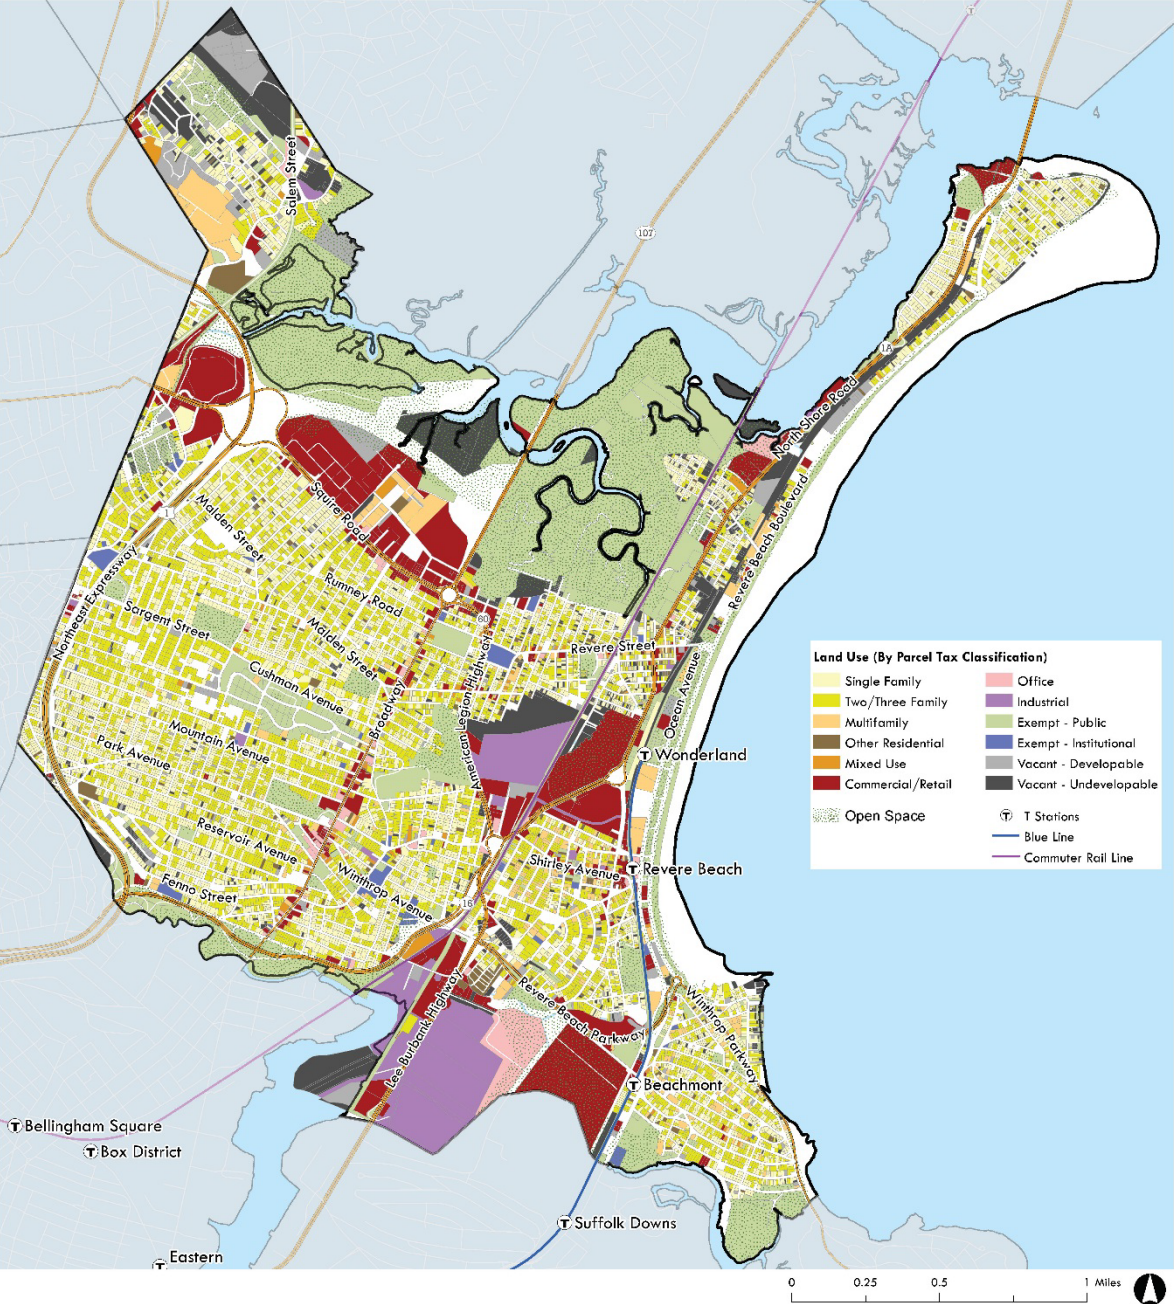 T
4
Salem Street
107
1A
North Shore Road
Squire Road
Malden Street
1
Revere Beach Boulevard
Northeast Expressway
Rumney Road
Sargent Street
Malden Street
60
Revere Street
Cushman Avenue
Broadway
American Legion Highway
Ocean Avenue
Mountain Avenue
Park Avenue
T Wonderland
Reservoir Avenue
Shirley Avenue
T Revere Beach
Winthrop Avenue
Fenno Street
16
Revere Beach Parkway
Winthrop Parkway
Lee Burbank Highway
T Beachmont
T Bellingham Square
T Box District
T Suffolk Downs
T Eastern
Land Use (By Parcel Tax Classification)
Single Family
Two/Three Family
Multifamily
Other Residential
Mixed Use
Commercial/Retail
Open Space
Office
Industrial
Exempt - Public
Exempt - Institutional
Vacant - Developable
Vacant - Undevelopable
T T Stations
Blue Line
Commuter Rail Line
0 0.25 0.5 1 Miles